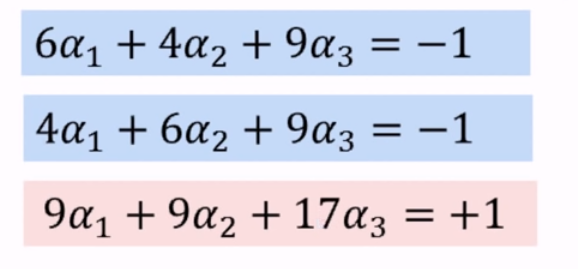 6α₁ + 4α₂ + 9α₃ = −1
4α₁ + 6α₂ + 9α₃ = −1
9α₁ + 9α₂ + 17α₃ = +1